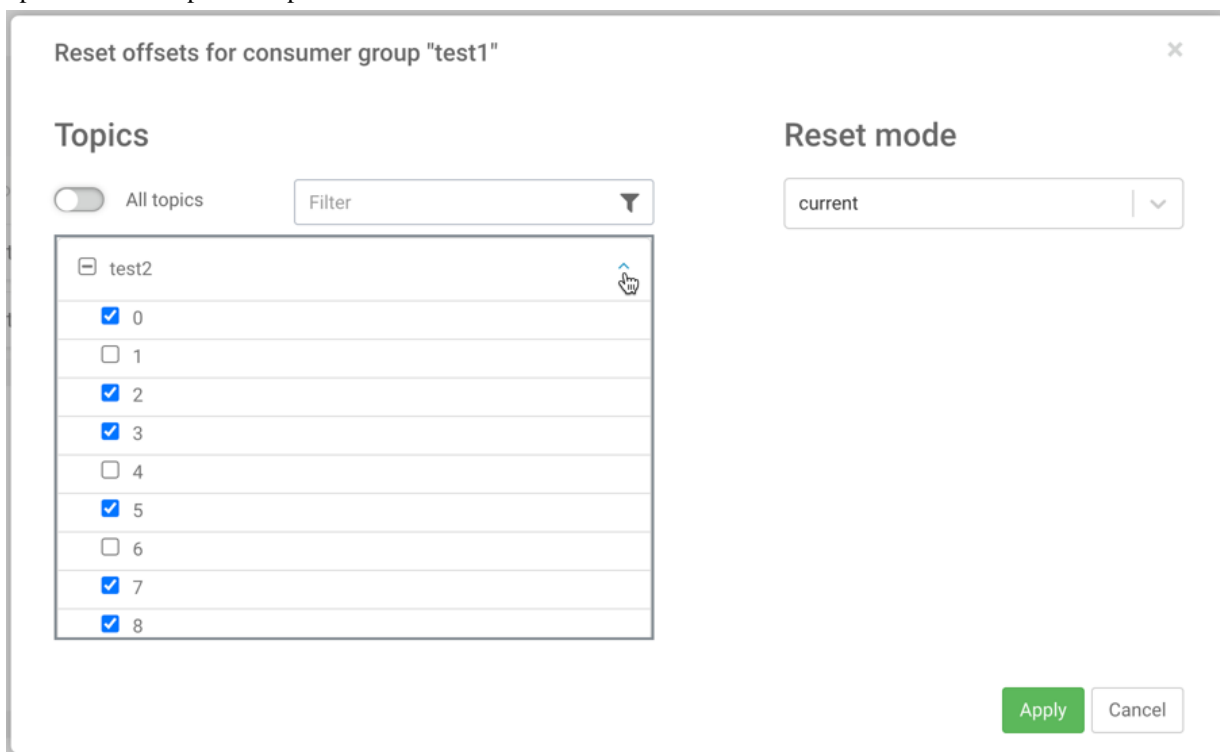 Reset offsets for consumer group "test1"
Topics
Reset mode
All topics
Filter
current
test2
0
1
2
3
4
5
6
7
8
Apply
Cancel